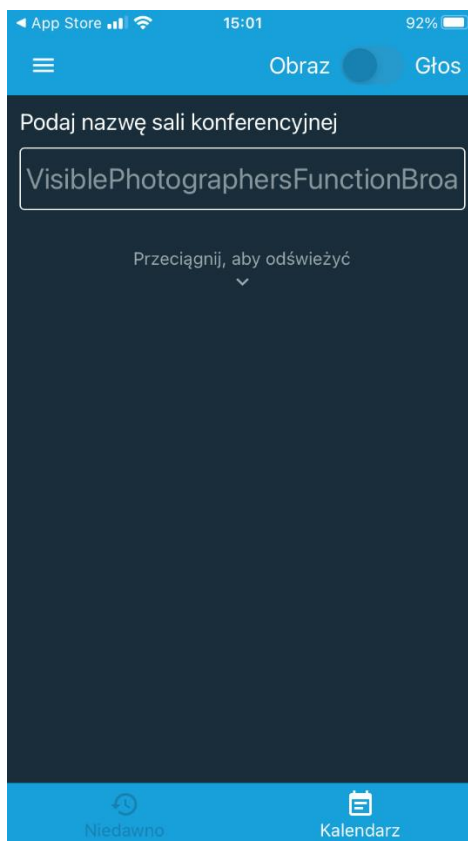 App Store 15:01 92%
Obraz Głos
Podaj nazwę sali konferencyjnej
VisiblePhotographersFunctionBroa
Przeciągnij, aby odświeżyć
Niedawno Kalendarz